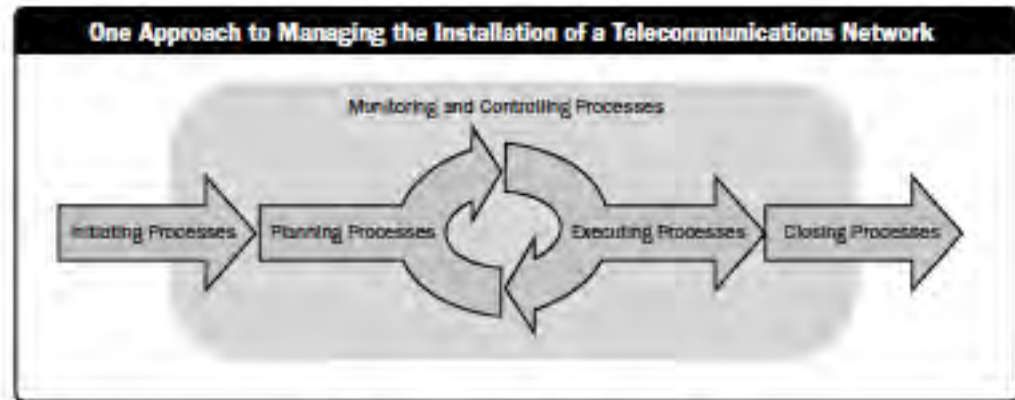 One Approach to Managing the Installation of a Telecommunications Network
Monitoring and Controlling Processes
Initiating Processes
Planning Processes
Executing Processes
Closing Processes